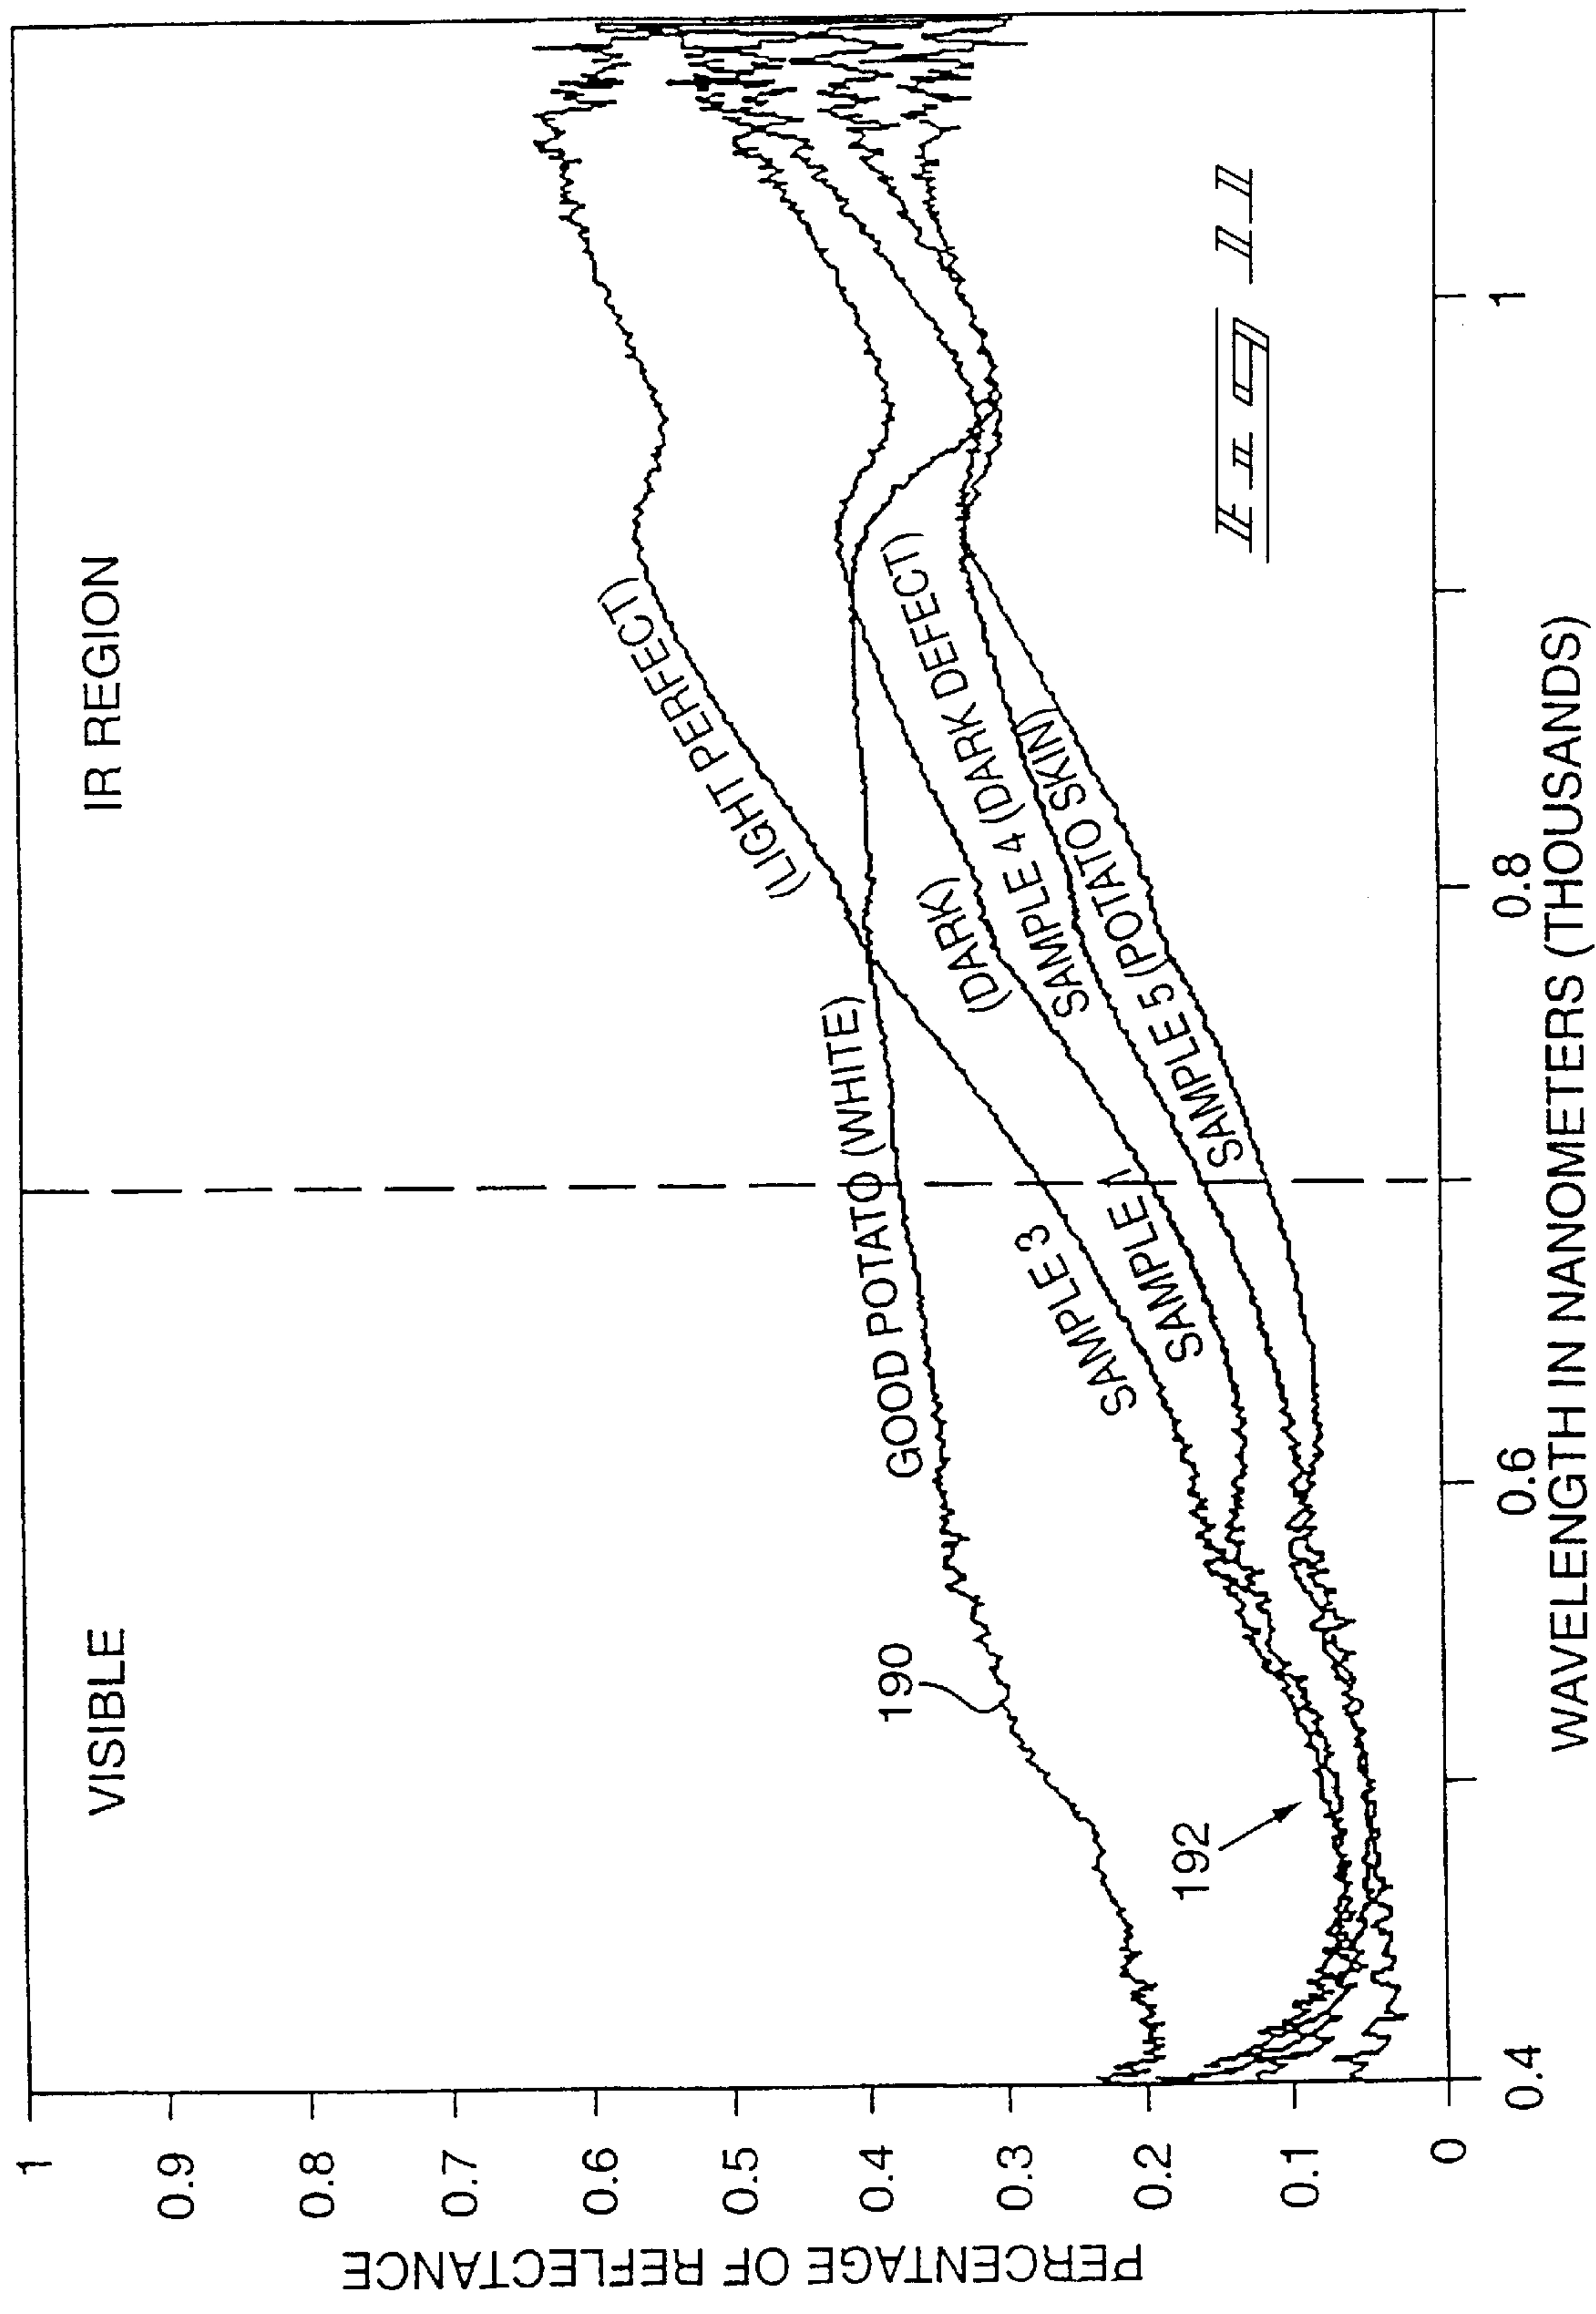 VISIBLE
IR REGION
1
0.9
0.8
0.7
0.6
0.5
0.4
0.3
0.2
0.1
0
PERCENTAGE OF REFLECTANCE
190
192
GOOD POTATO (WHITE)
SAMPLE 3
(LIGHT PERFECT)
SAMPLE 1
(DARK)
SAMPLE 4 (DARK DEFECT)
SAMPLE 5 (POTATO SKIN)
0.4
0.6
0.8
1
WAVELENGTH IN NANOMETERS (THOUSANDS)
FIG 11